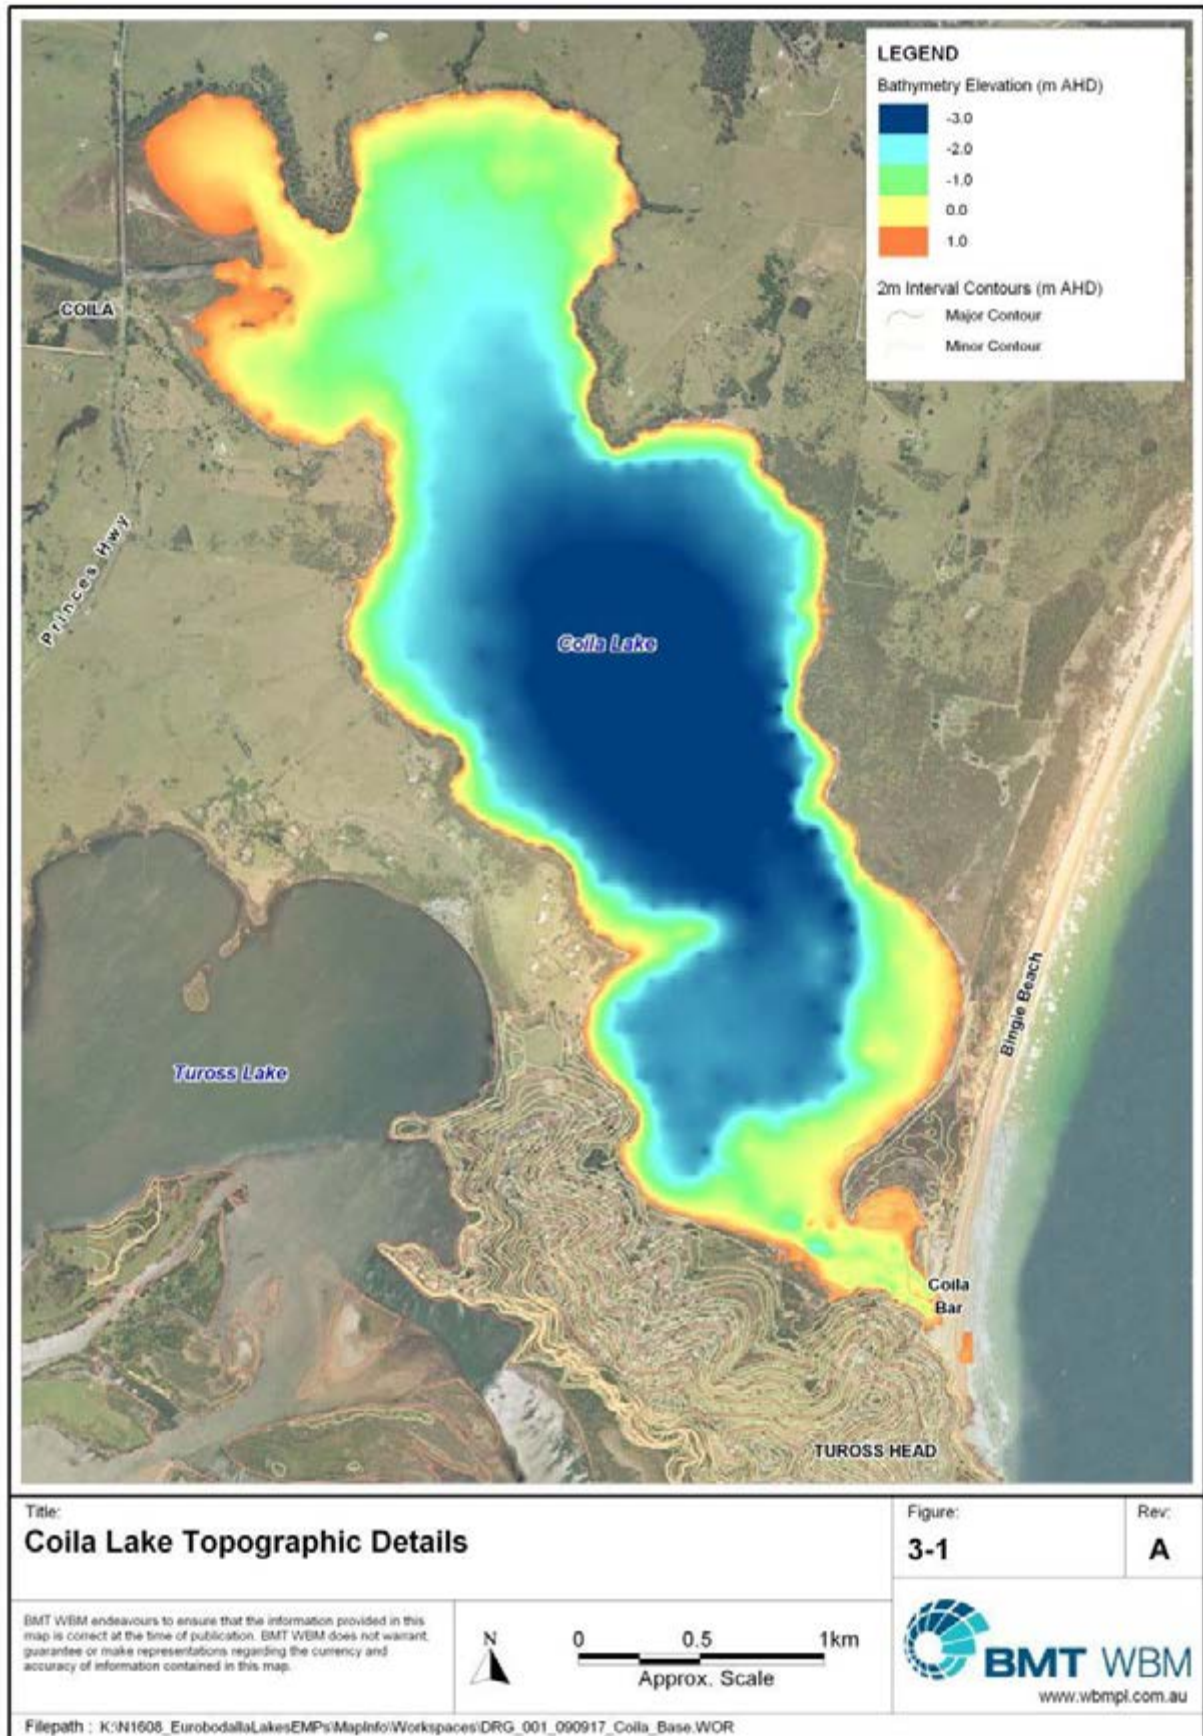 LEGEND
Bathymetry Elevation (m AHD)
-3.0
-2.0
-1.0
0.0
1.0
2m Interval Contours (m AHD)
Major Contour
Minor Contour
COILA
Princes Hwy
Coila Lake
Bingie Beach
Tuross Lake
Coila
Bar
TUROSS HEAD
Title:
Coila Lake Topographic Details
Figure:
3-1
Rev:
A
BMT WBM endeavours to ensure that the information provided in this
map is correct at the time of publication. BMT WBM does not warrant,
guarantee or make representations regarding the currency and
accuracy of information contained in this map.
N
0 0.5 1km
Approx. Scale
BMT WBM
www.wbmpl.com.au
Filepath : K:\N1608_EurobodallaLakesEMPs\MapInfo\Workspaces\DRG_001_090917_Coila_Base.WOR